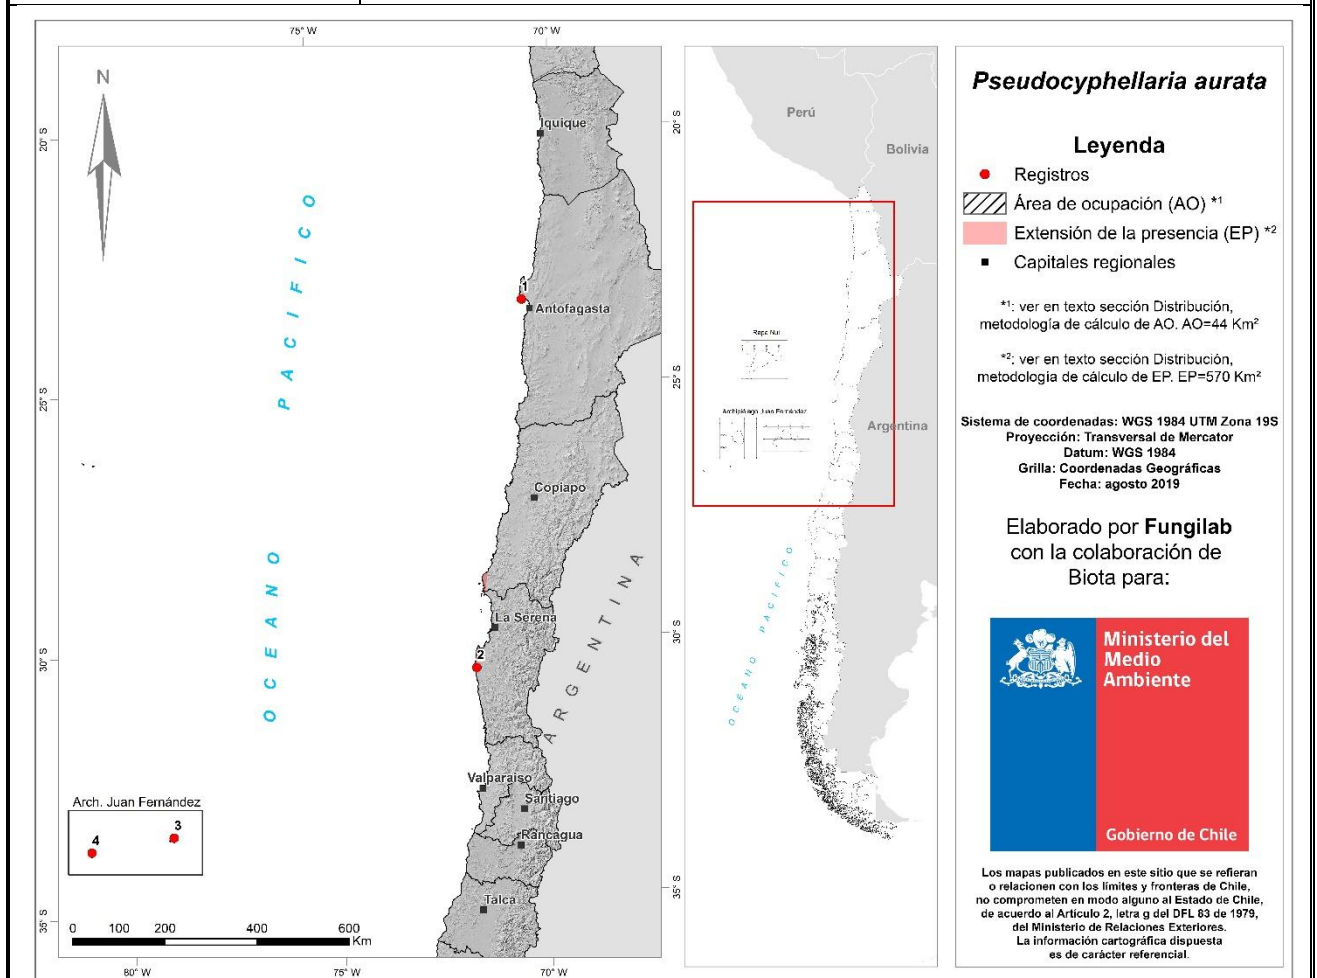 75° W
70° W
N
20° S
25° S
30° S
35° S
Iquique
1
Antofagasta
OCEANO PACIFICO
Copiapo
La Serena
2
ARGENTINA
Valparaiso
Santiago
Rancagua
Talca
Arch. Juan Fernández
4
3
0 100 200 400 600
Km
80° W
75° W
70° W
Perú
Bolivia
20° S
25° S
30° S
35° S
Rapa Nui
Archipiélago Juan Fernández
Argentina
OCEANO PACIFICO
Pseudocyphellaria aurata
Leyenda
Registros
Área de ocupación (AO) *1
Extensión de la presencia (EP) *2
Capitales regionales
*1: ver en texto sección Distribución,
metodología de cálculo de AO. AO=44 Km²
*2: ver en texto sección Distribución,
metodología de cálculo de EP. EP=570 Km²
Sistema de coordenadas: WGS 1984 UTM Zona 19S
Proyección: Transversal de Mercator
Datum: WGS 1984
Grilla: Coordenadas Geográficas
Fecha: agosto 2019
Elaborado por Fungilab
con la colaboración de
Biota para:
Ministerio del
Medio
Ambiente
Gobierno de Chile
Los mapas publicados en este sitio que se refieran
o relacionen con los límites y fronteras de Chile,
no comprometen en modo alguno al Estado de Chile,
de acuerdo al Artículo 2, letra g del DFL 83 de 1979,
del Ministerio de Relaciones Exteriores.
La información cartográfica dispuesta
es de carácter referencial.